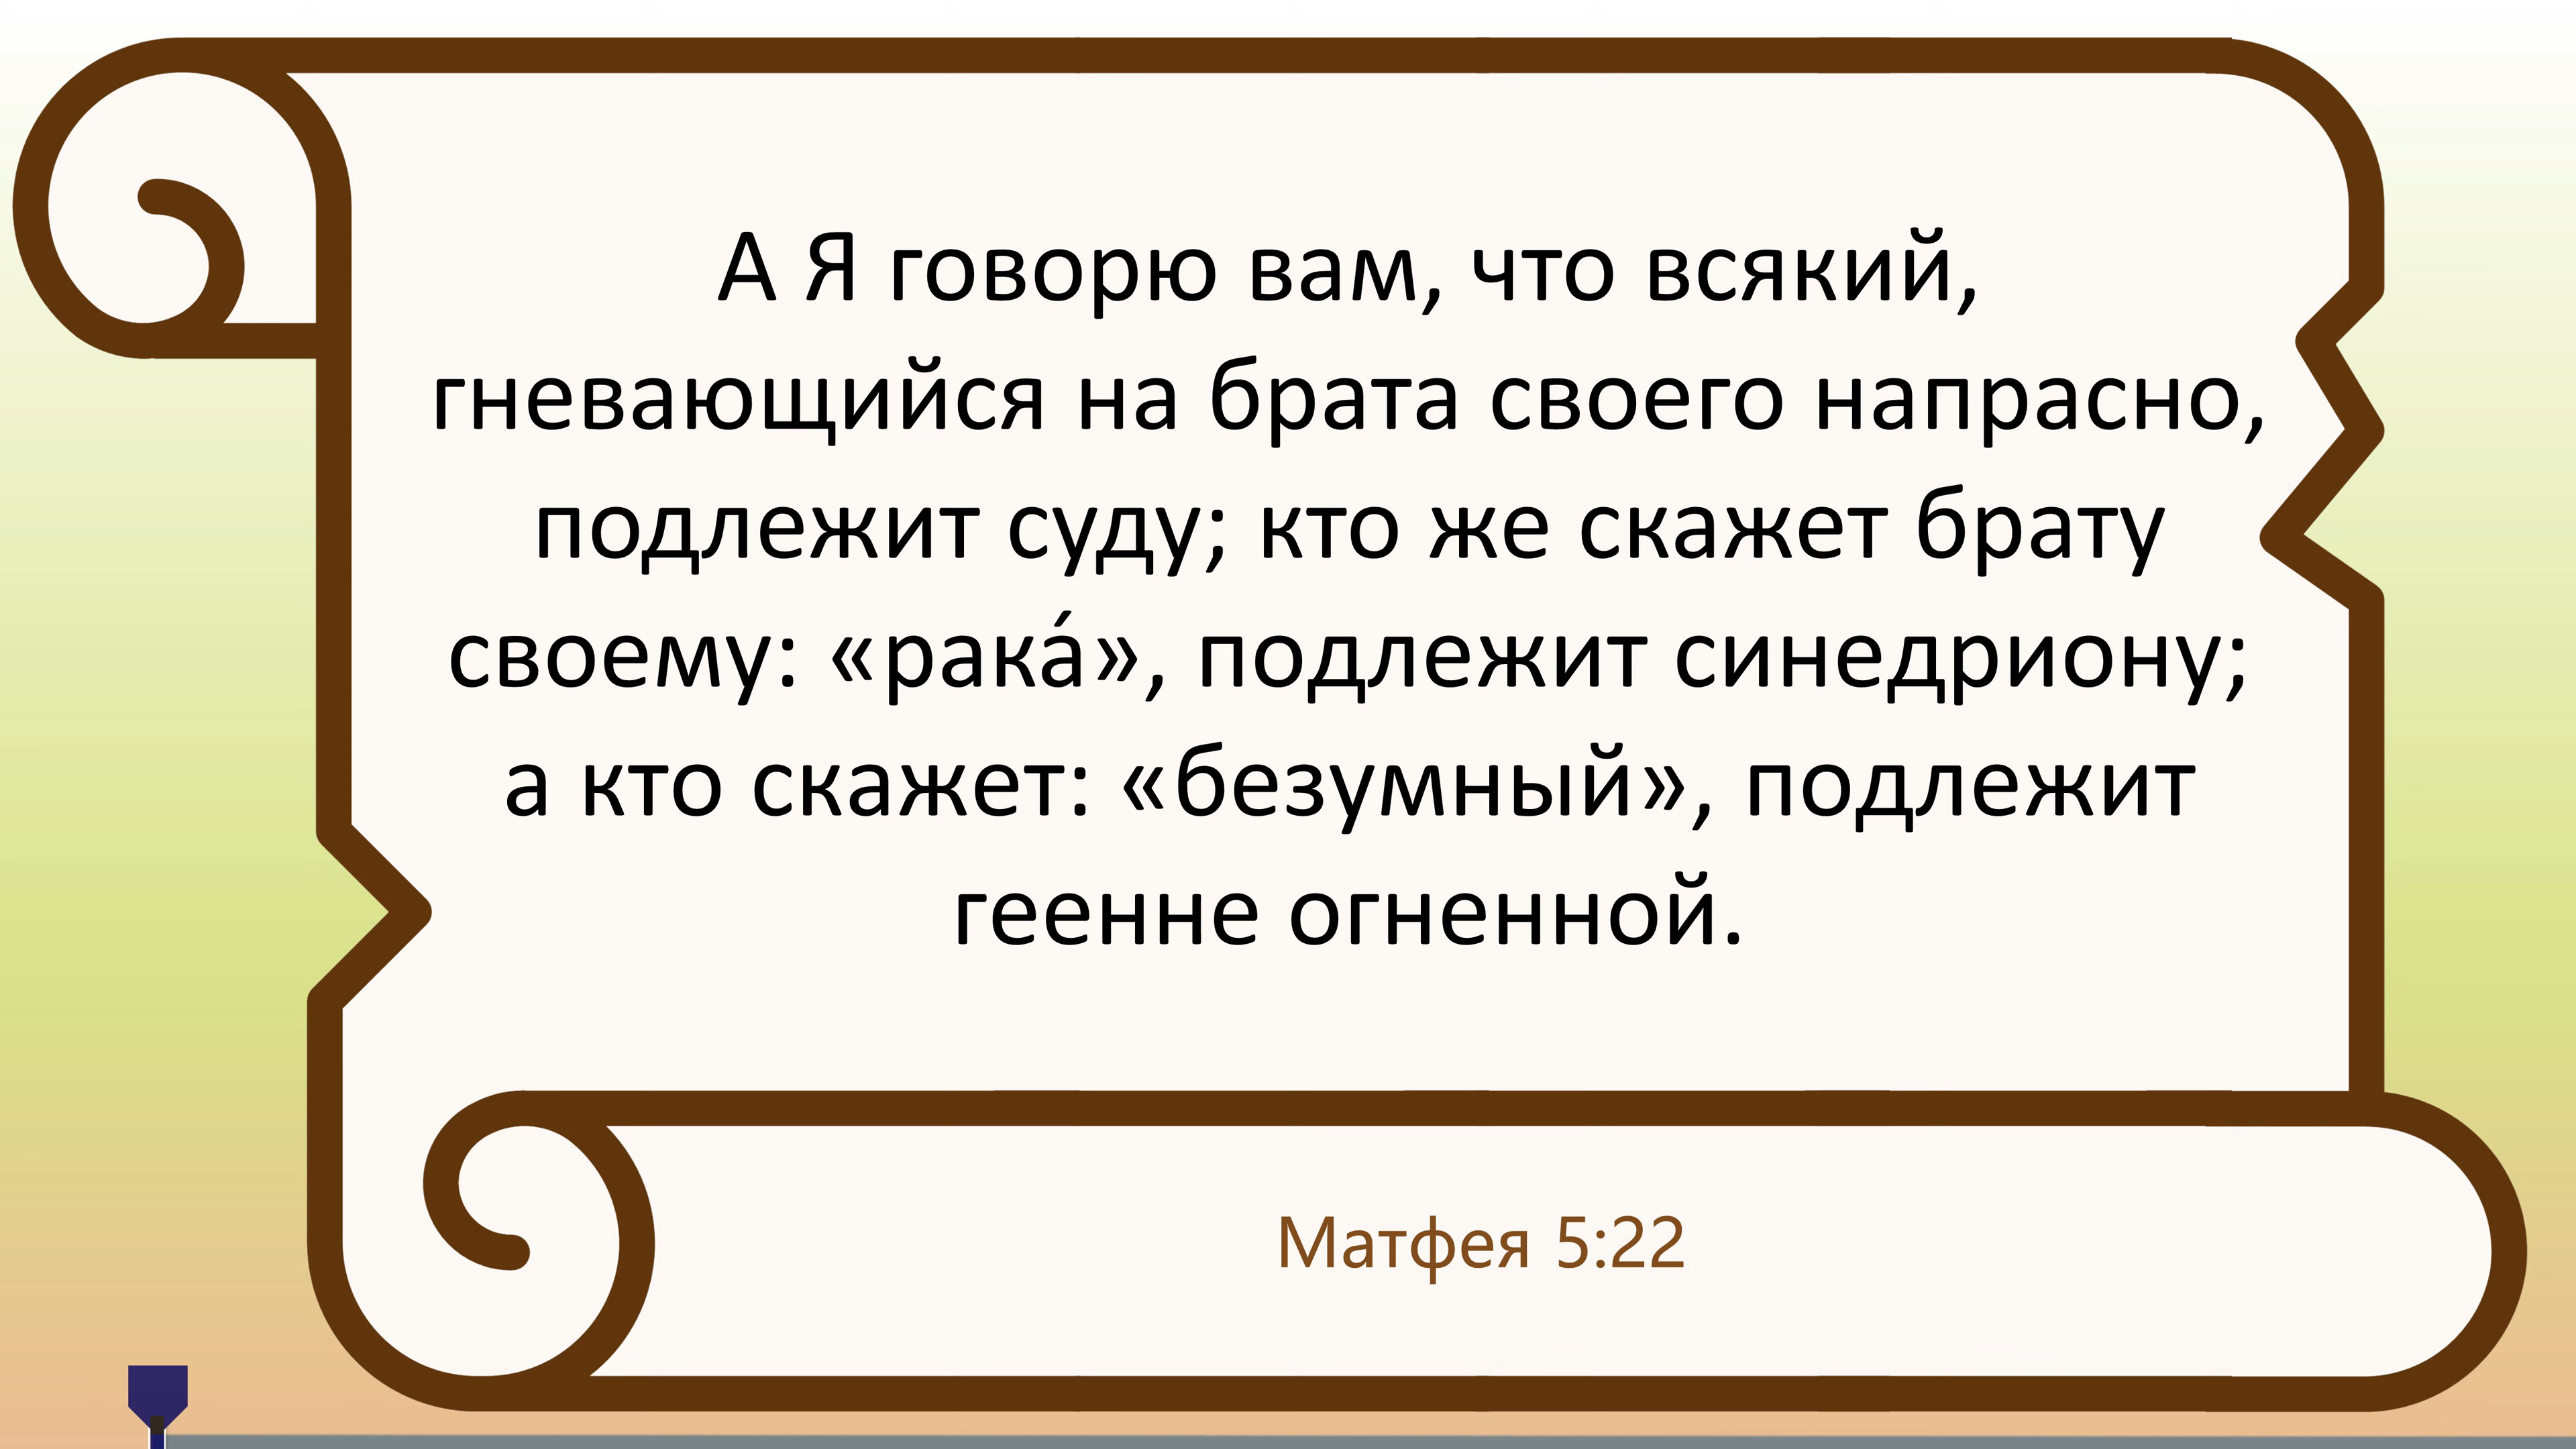 А Я говорю вам, что всякий,
гневающийся на брата своего напрасно,
подлежит суду; кто же скажет брату
своему: «рака́», подлежит синедриону;
а кто скажет: «безумный», подлежит
геенне огненной.
Матфея 5:22